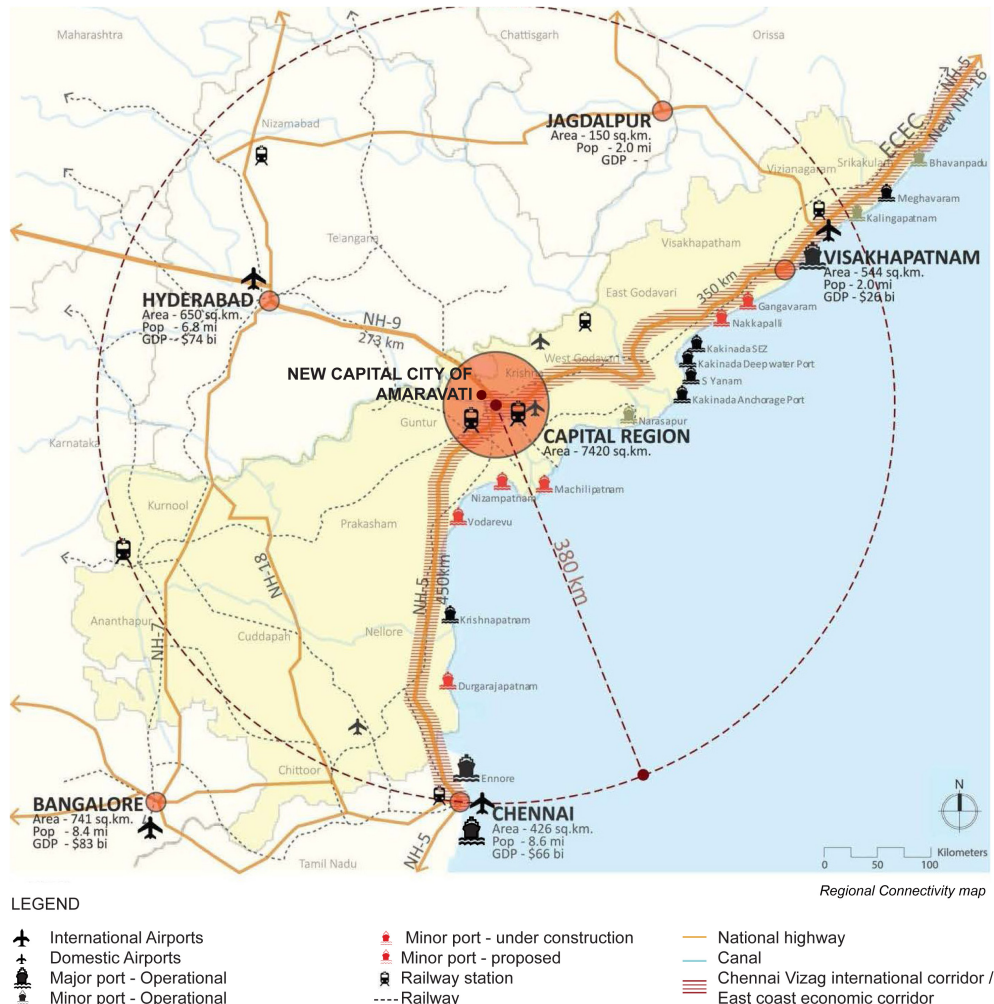 Maharashtra
Chattisgarh
Orissa
NH-5
New NH-16
ECEC
JAGDALPUR
Area - 150 sq.km.
Pop - 2.0 mi
GDP - -
Nizamabad
Vizianagaram
Srikakulam
Bhavanpadu
Meghavaram
Kalingapatnam
Telangana
Visakhapatham
VISAKHAPATNAM
Area - 544 sq.km.
Pop - 2.0 mi
GDP - $26 bi
350 km
East Godavari
Gangavaram
Nakkapalli
HYDERABAD
Area - 650 sq.km.
Pop - 6.8 mi
GDP - $74 bi
NH-9
273 km
Kakinada SEZ
Kakinada Deep water Port
S Yanam
Kakinada Anchorage Port
West Godavari
Krishna
NEW CAPITAL CITY OF
AMARAVATI
Guntur
Narasapur
CAPITAL REGION
Area - 7420 sq.km.
Karnataka
Kurnool
Prakasham
Nizampatnam
Machilipatnam
Vodarevu
380 km
NH-18
NH-5
450km
Ananthapur
NH-7
Cuddapah
Nellore
Krishnapatnam
Durgarajapatnam
Chittoor
Ennore
BANGALORE
Area - 741 sq.km.
Pop - 8.4 mi
GDP - $83 bi
CHENNAI
Area - 426 sq.km.
Pop - 8.6 mi
GDP - $66 bi
NH-5
Tamil Nadu
N
Kilometers
0 50 100
Regional Connectivity map
LEGEND
International Airports
Domestic Airports
Major port - Operational
Minor port - Operational
Minor port - under construction
Minor port - proposed
Railway station
Railway
National highway
Canal
Chennai Vizag international corridor /
East coast economic corridor